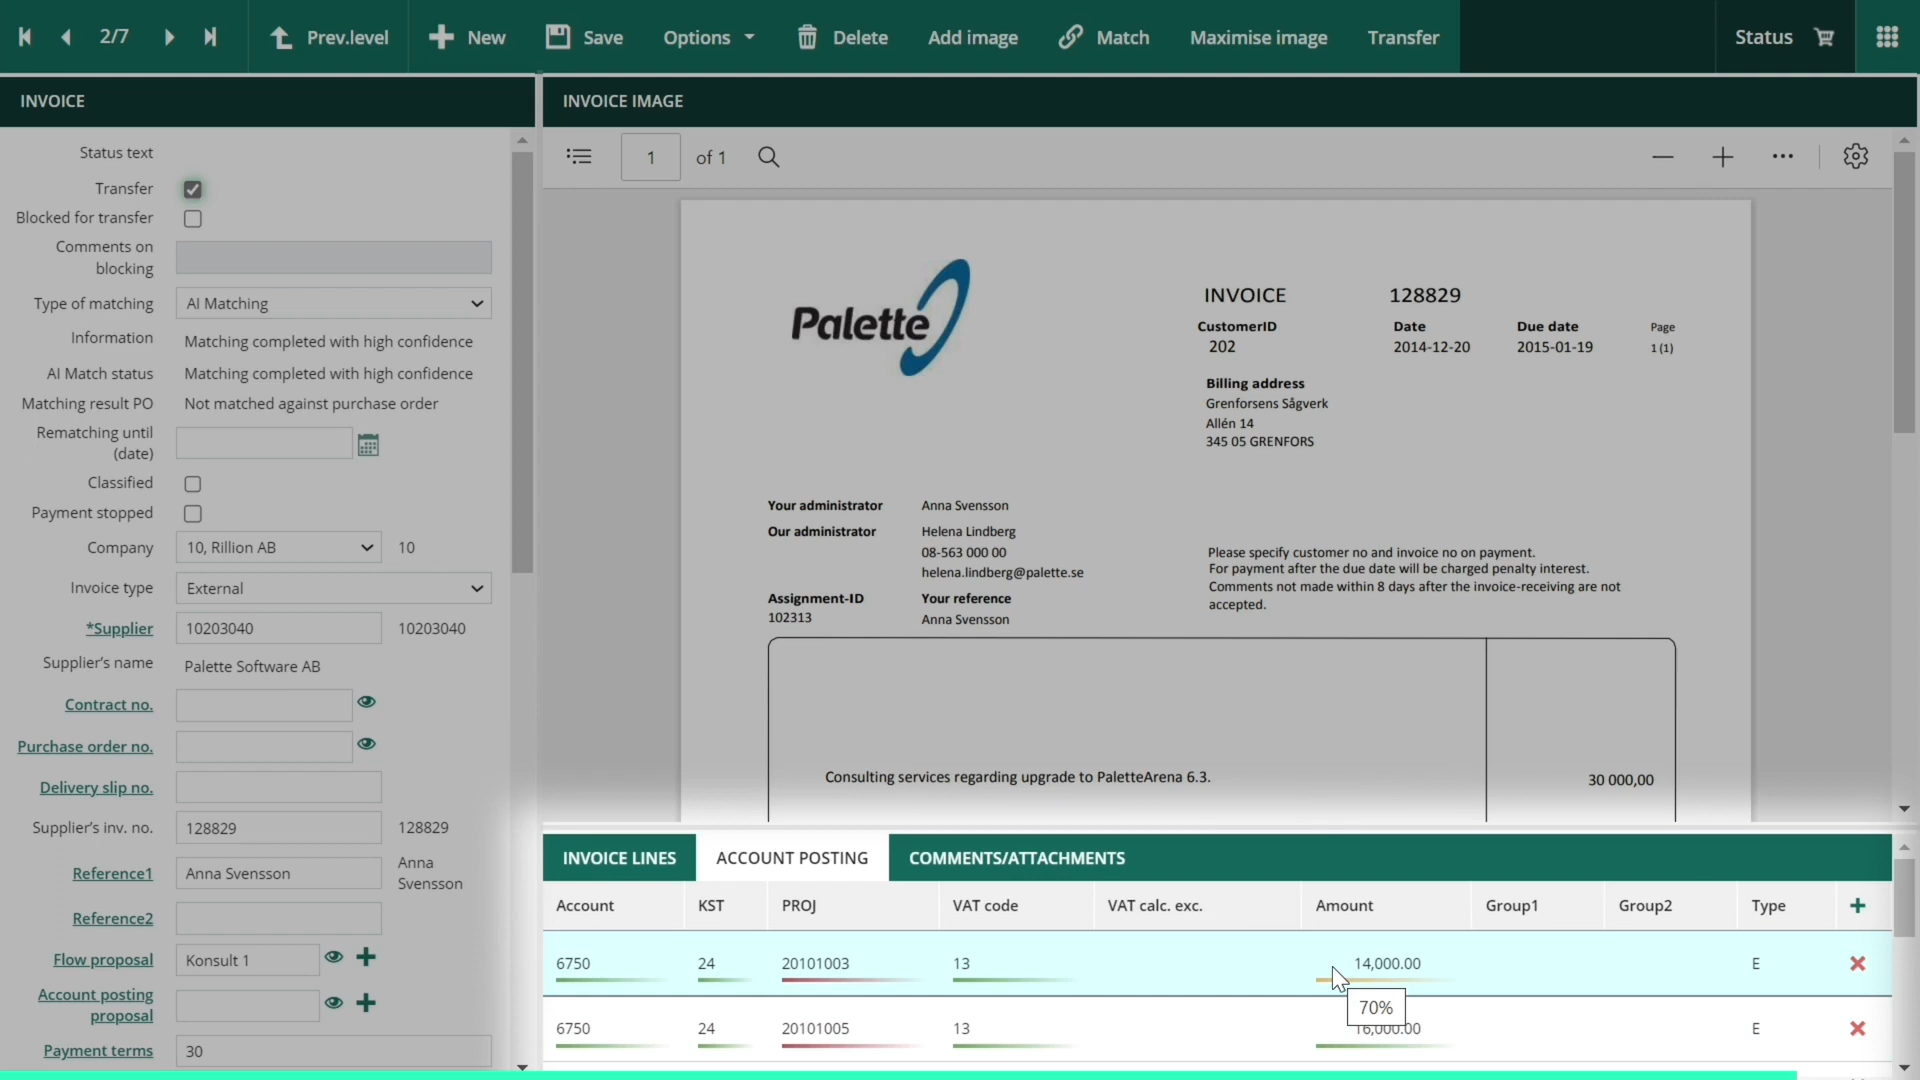 2/7
Prev.level
New
Save
Options
Delete
Add image
Match
Maximise image
Transfer
Status
INVOICE
Status text
Transfer
Blocked for transfer
Comments on
blocking
Type of matching
AI Matching
Information
Matching completed with high confidence
AI Match status
Matching completed with high confidence
Matching result PO
Not matched against purchase order
Rematching until
(date)
Classified
Payment stopped
Company
10, Rillion AB
10
Invoice type
External
*Supplier
10203040
10203040
Supplier's name
Palette Software AB
Contract no.
Purchase order no.
Delivery slip no.
Supplier's inv. no.
128829
128829
Reference1
Anna Svensson
Anna
Svensson
Reference2
Flow proposal
Konsult 1
Account posting
proposal
Payment terms
30
INVOICE IMAGE
1
of 1
Palette
INVOICE 128829
CustomerID Date Due date Page
202 2014-12-20 2015-01-19 1 (1)
Billing address
Grenforsens Sågverk
Allén 14
345 05 GRENFORS
Your administrator Anna Svensson
Our administrator Helena Lindberg
08-563 000 00
helena.lindberg@palette.se
Assignment-ID Your reference
102313 Anna Svensson
Please specify customer no and invoice no on payment.
For payment after the due date will be charged penalty interest.
Comments not made within 8 days after the invoice-receiving are not
accepted.
Consulting services regarding upgrade to PaletteArena 6.3. 30 000,00
INVOICE LINES ACCOUNT POSTING COMMENTS/ATTACHMENTS
Account KST PROJ VAT code VAT calc. exc. Amount Group1 Group2 Type
6750 24 20101003 13 14,000.00 E
70%
6750 24 20101005 13 16,000.00 E